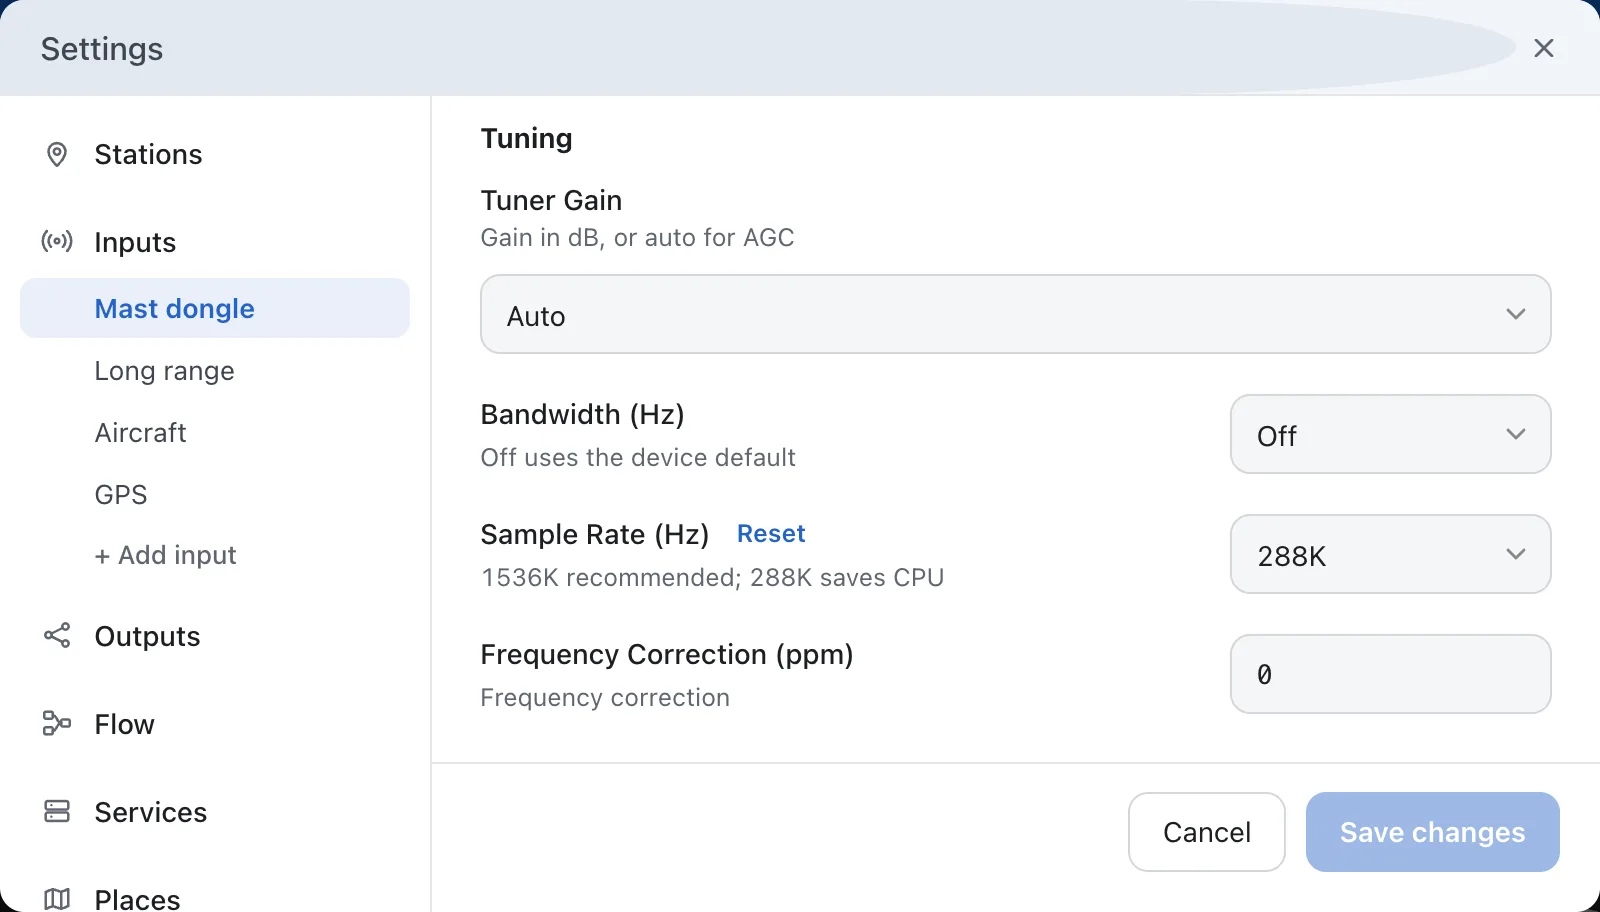 Settings
Stations
Inputs
Mast dongle
Long range
Aircraft
GPS
+ Add input
Outputs
Flow
Services
Places
Tuning
Tuner Gain
Gain in dB, or auto for AGC
Auto
Bandwidth (Hz)
Off uses the device default
Off
Sample Rate (Hz) Reset
1536K recommended; 288K saves CPU
288K
Frequency Correction (ppm)
Frequency correction
0
Cancel
Save changes